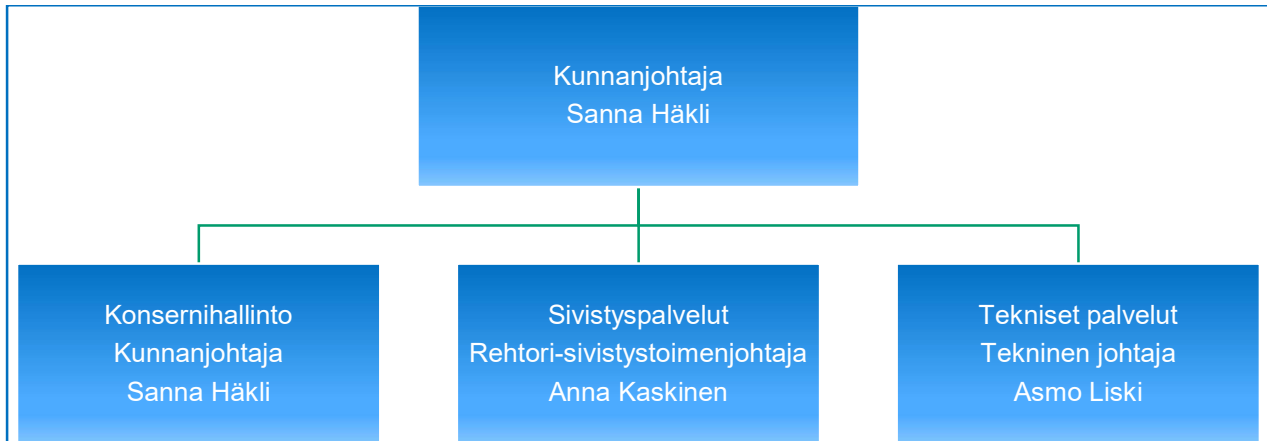 Kunnanjohtaja
Sanna Häkli
Konsernihallinto
Kunnanjohtaja
Sanna Häkli
Sivistyspalvelut
Rehtori-sivistystoimenjohtaja
Anna Kaskinen
Tekniset palvelut
Tekninen johtaja
Asmo Liski